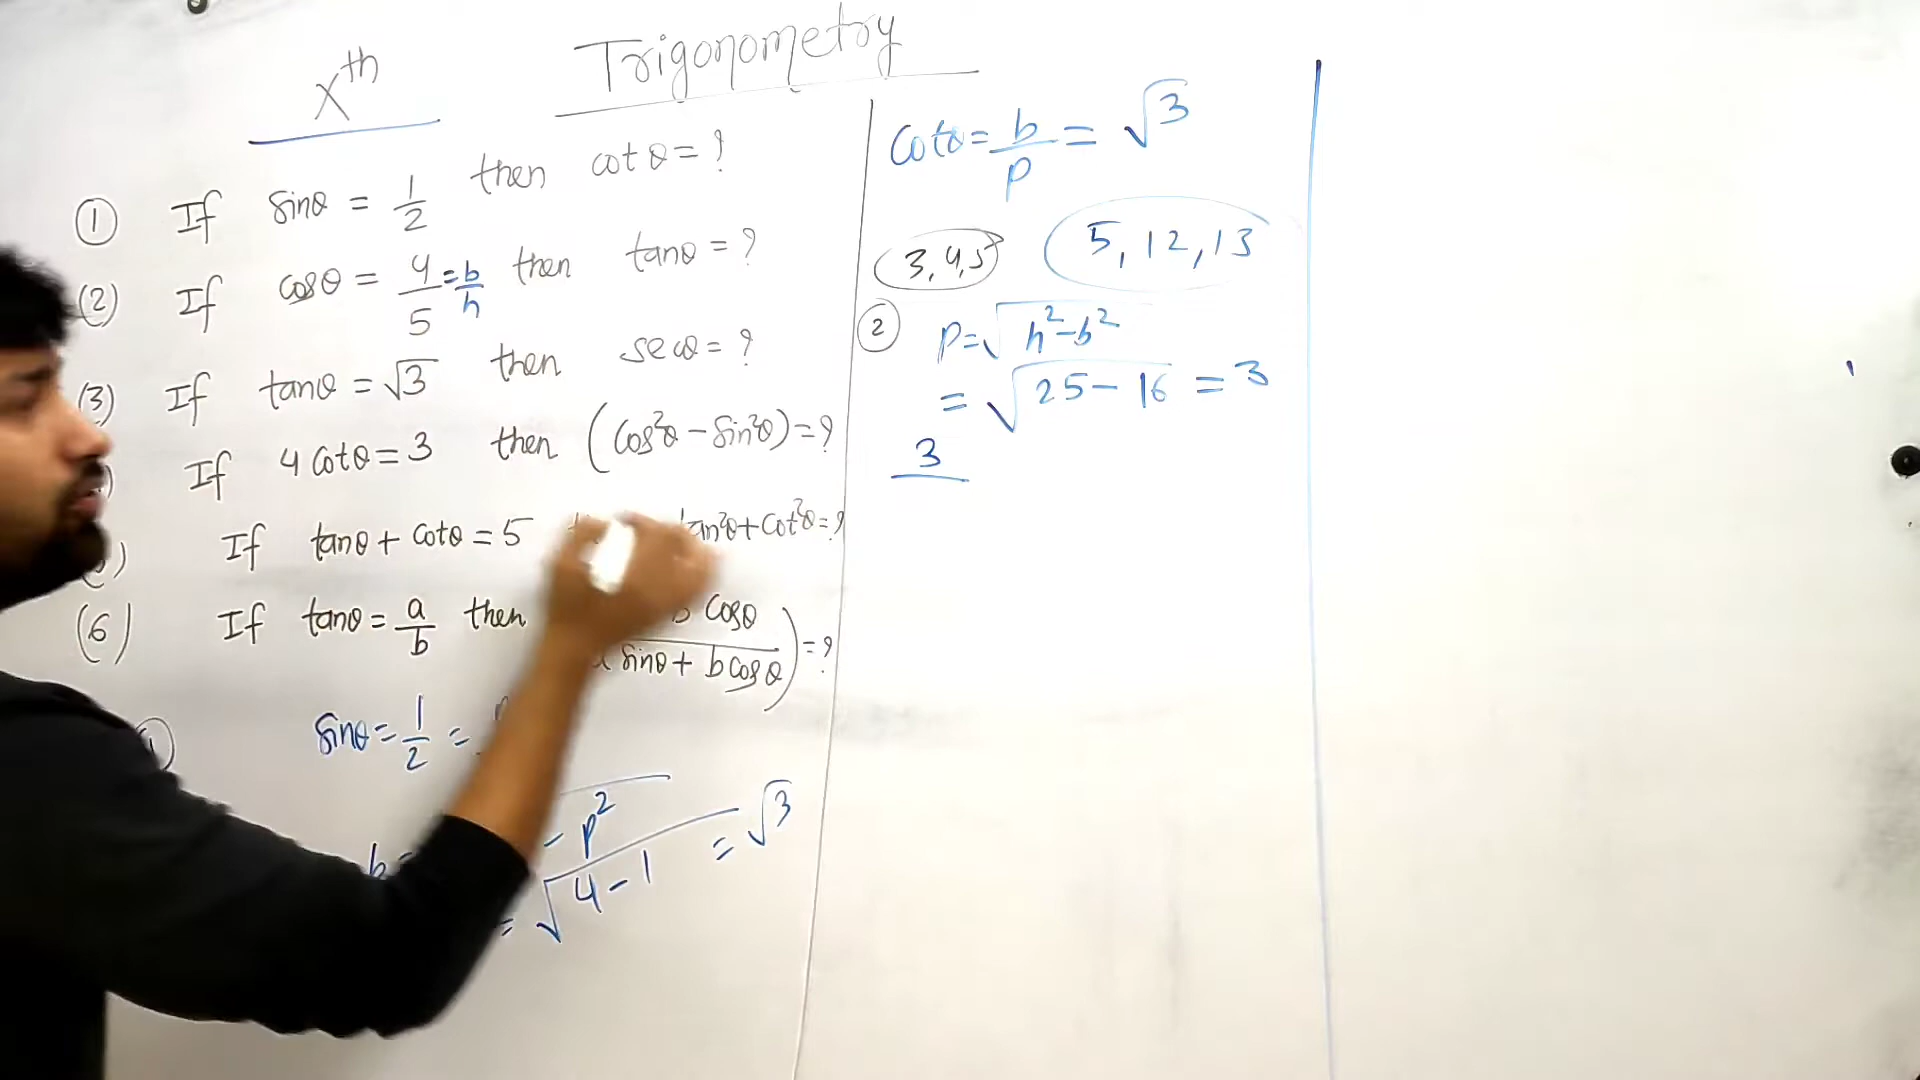 Xth Trigonometry
① If sinθ = 1/2 then cotθ = ?
(2) If cosθ = 4/5 = b/h then tanθ = ?
(3) If tanθ = √3 then secθ = ?
If 4 cotθ = 3 then (cos²θ - sin²θ) = ?
If tanθ + cotθ = 5 tan²θ + cot²θ = ?
(6) If tanθ = a/b then cosθ / sinθ + b cosθ ) = ?
sinθ = 1/2 =
b = - p²
= √4-1 = √3
Cotθ = b/p = √3
3,4,5 5,12,13
② P = √h²-b²
= √25-16 = 3
3